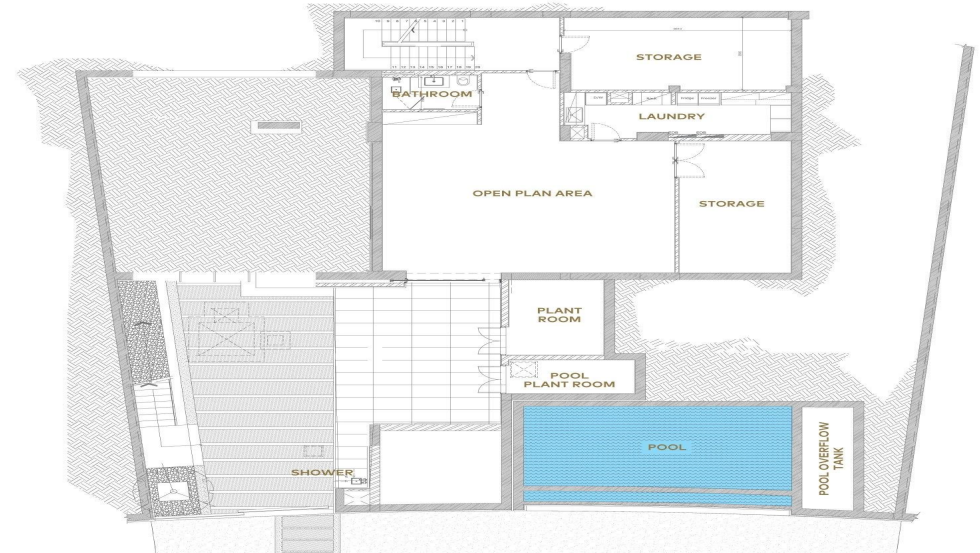 STORAGE
BATHROOM
LAUNDRY
OPEN PLAN AREA
STORAGE
PLANT
ROOM
POOL
PLANT ROOM
POOL
POOL OVERFLOW
TANK
SHOWER